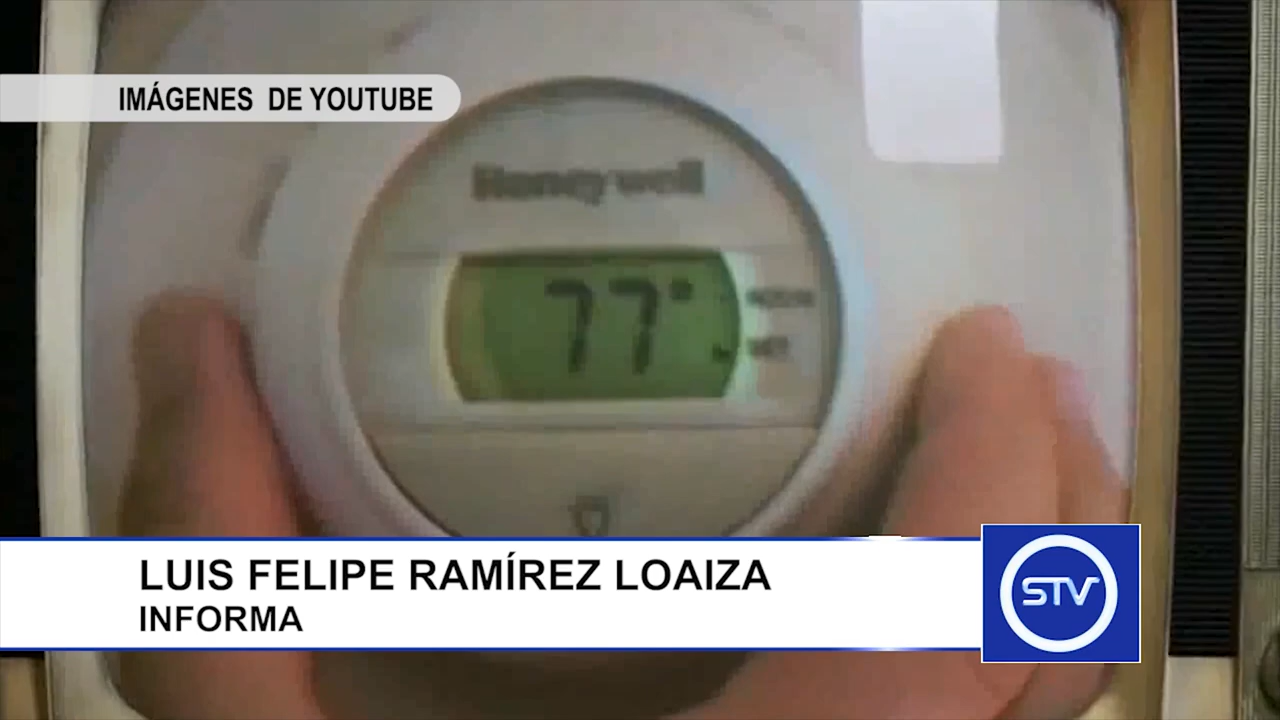 IMÁGENES DE YOUTUBE
Honeywell
77°
LUIS FELIPE RAMÍREZ LOAIZA
INFORMA
STV